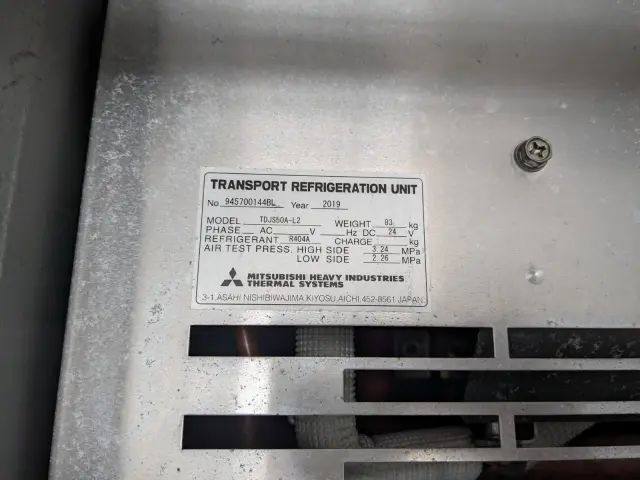 TRANSPORT REFRIGERATION UNIT
No. 945700144BL Year 2019
MODEL TDJS50A-L2 WEIGHT 83 kg
PHASE AC V Hz DC 24 V
REFRIGERANT R404A CHARGE kg
AIR TEST PRESS. HIGH SIDE 3.24 MPa
LOW SIDE 2.26 MPa
MITSUBISHI HEAVY INDUSTRIES
THERMAL SYSTEMS
3-1,ASAHI,NISHIBIWAJIMA,KIYOSU,AICHI,452-8561,JAPAN